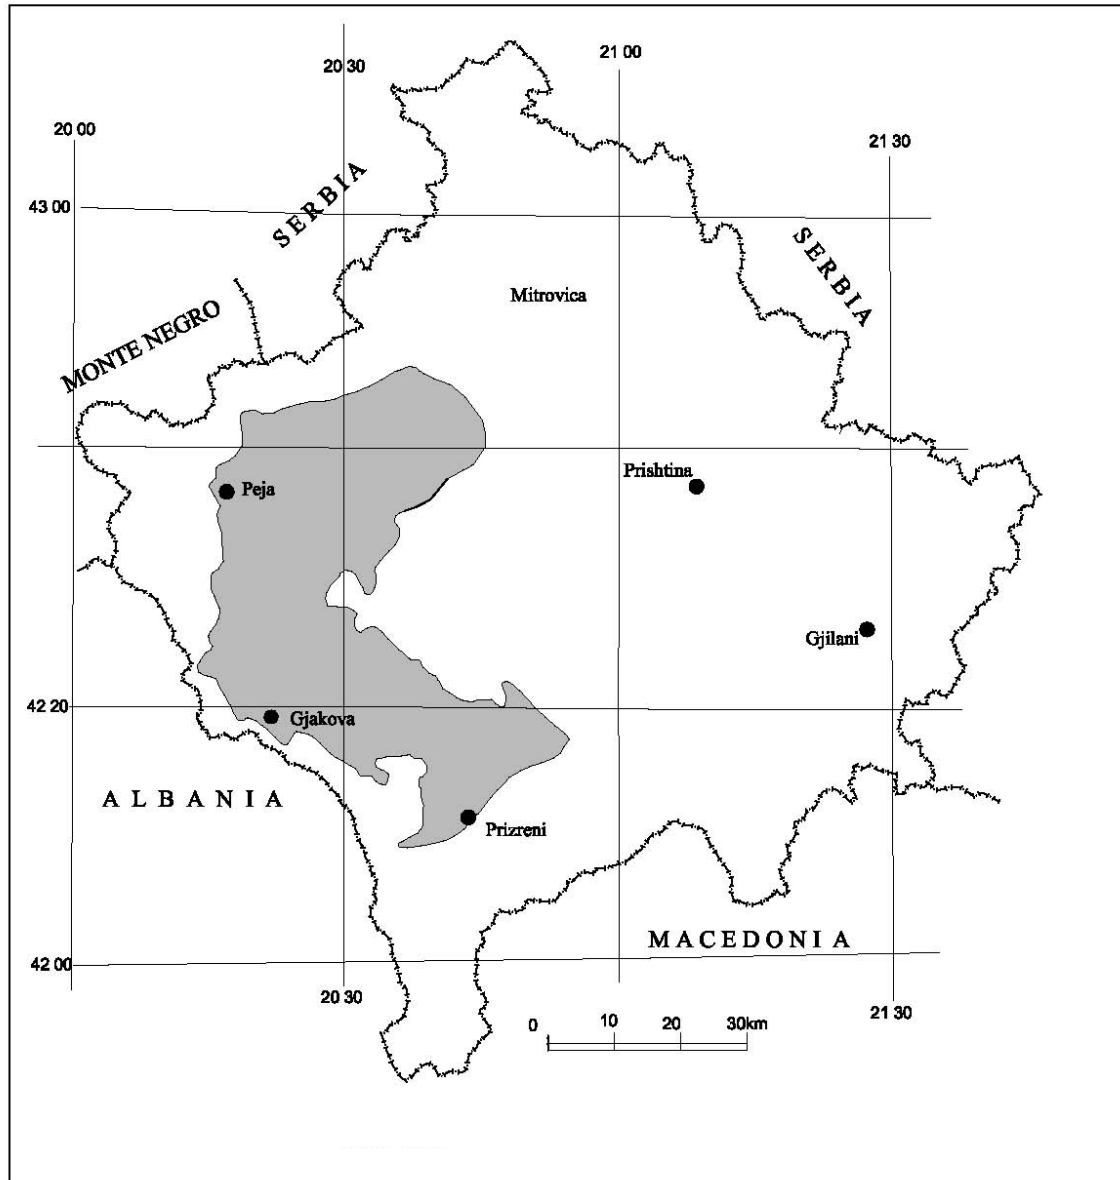 21 00
20 30
20 00
21 30
SERBIA
43 00
SERBIA
Mitrovica
MONTE NEGRO
Prishtina
Peja
Gjilani
42 20
Gjakova
ALBANIA
Prizreni
MACEDONIA
42 00
20 30
21 30
0 10 20 30km